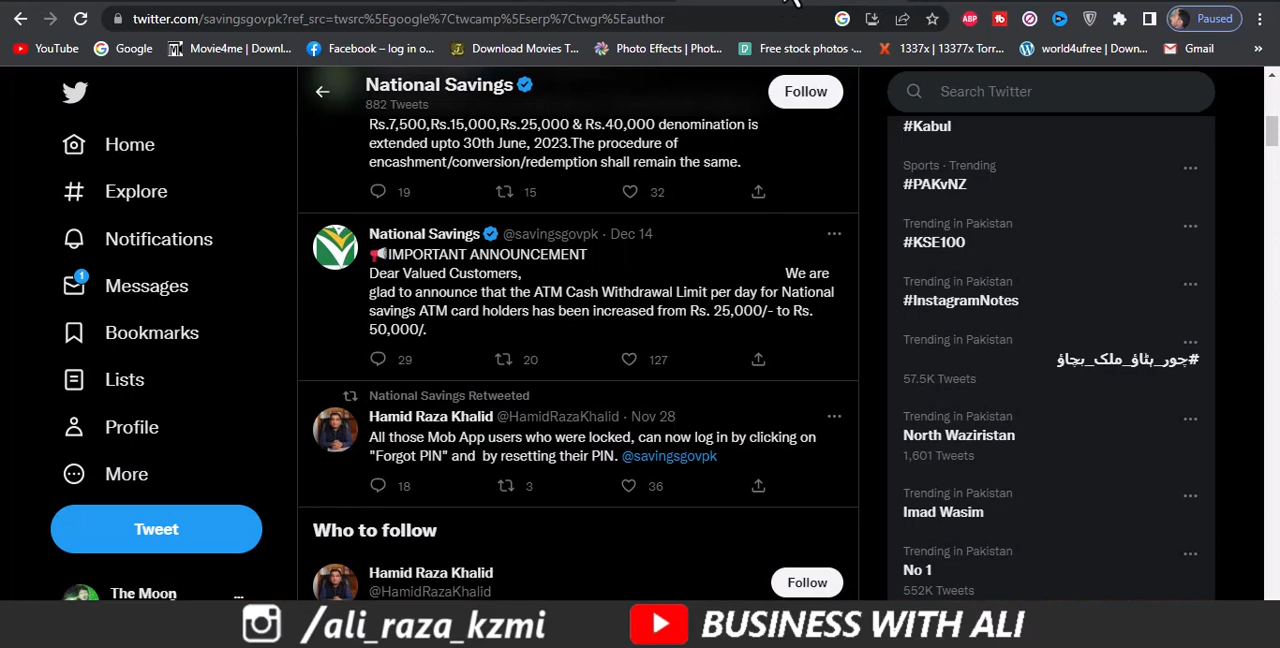 twitter.com/savingsgovpk?ref_src=twsrc%5Egoogle%7Ctwcamp%5Eserp%7Ctwgr%5Eauthor
ABP
Paused
YouTube
Google
Movie4me | Downl...
Facebook – log in o...
Download Movies T...
Photo Effects | Phot...
Free stock photos -...
1337x | 13377x Torr...
world4ufree | Down...
Gmail
»
Home
Explore
Notifications
1
Messages
Bookmarks
Lists
Profile
More
Tweet
The Moon
National Savings
882 Tweets
Follow
Rs.7,500,Rs.15,000,Rs.25,000 & Rs.40,000 denomination is
extended upto 30th June, 2023.The procedure of
encashment/conversion/redemption shall remain the same.
19 15 32
National Savings @savingsgovpk · Dec 14
📢IMPORTANT ANNOUNCEMENT
Dear Valued Customers, We are
glad to announce that the ATM Cash Withdrawal Limit per day for National
savings ATM card holders has been increased from Rs. 25,000/- to Rs.
50,000/.
29 20 127
National Savings Retweeted
Hamid Raza Khalid @HamidRazaKhalid · Nov 28
All those Mob App users who were locked, can now log in by clicking on
"Forgot PIN" and by resetting their PIN. @savingsgovpk
18 3 36
Who to follow
Hamid Raza Khalid
@HamidRazaKhalid
Follow
Search Twitter
#Kabul
Sports · Trending
#PAKvNZ
Trending in Pakistan
#KSE100
Trending in Pakistan
#InstagramNotes
Trending in Pakistan
#چور_ہٹاؤ_ملک_بچاؤ
57.5K Tweets
Trending in Pakistan
North Waziristan
1,601 Tweets
Trending in Pakistan
Imad Wasim
Trending in Pakistan
No 1
552K Tweets
/ali_raza_kzmi
BUSINESS WITH ALI